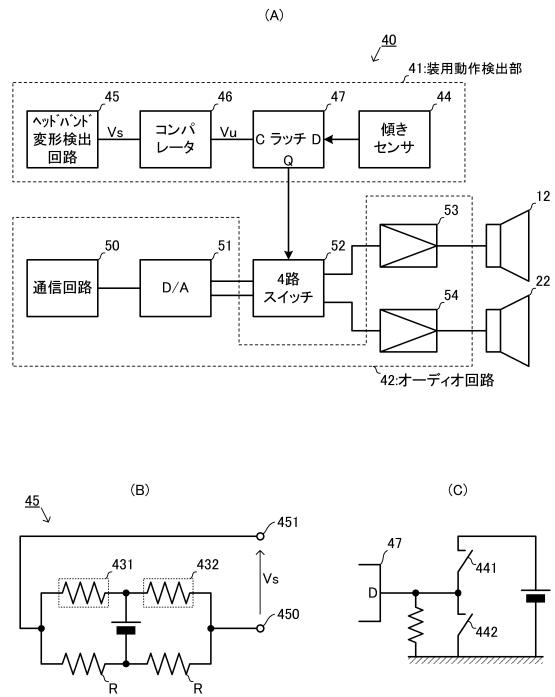 (A)
40
41:装用動作検出部
45
46
47
44
ヘッドバンド
変形検出
回路
Vs
コンパ
レータ
Vu
C ラッチ D
Q
傾き
センサ
50
51
52
53
12
通信回路
D/A
4路
スイッチ
54
22
42:オーディオ回路
(B)
45
451
431
432
Vs
450
R
R
(C)
47
D
441
442